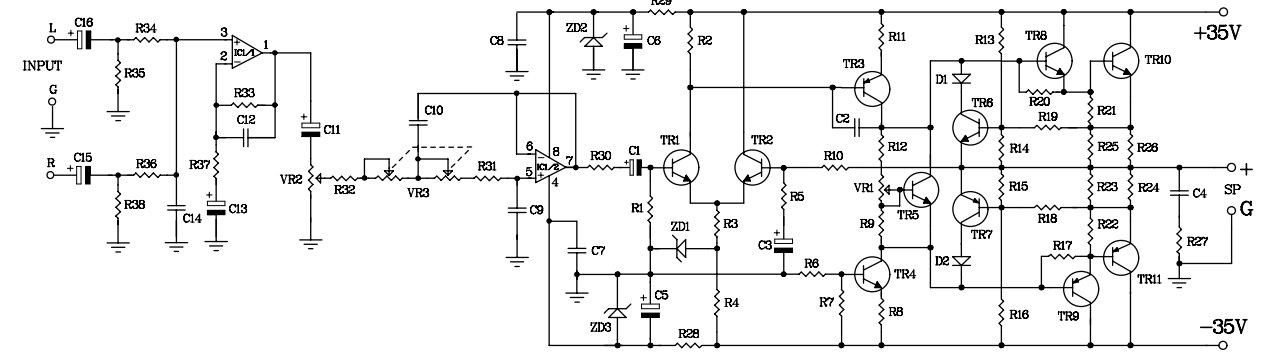 L
C16
+
R34
3
+
IC1/1
1
2
−
INPUT
R35
G
R33
C12
R
C15
+
R36
R37
R38
C14
C13
+
C11
+
VR2
R32
VR3
C10
R31
6
−
8
IC1/2
7
5
+
4
C9
C7
R30
C1
+
C8
ZD2
C6
+
R29
R2
TR1
TR2
R1
R3
ZD1
R5
C3
+
R10
R6
R7
R4
C5
+
ZD3
R28
R11
TR3
C2
R12
VR1
TR5
R9
TR4
R8
R13
D1
TR6
R14
R15
TR7
D2
R16
TR8
R20
R19
R18
R17
TR9
TR10
R21
R25
R26
R23
R24
R22
TR11
C4
R27
+35V
+
SP
G
−35V